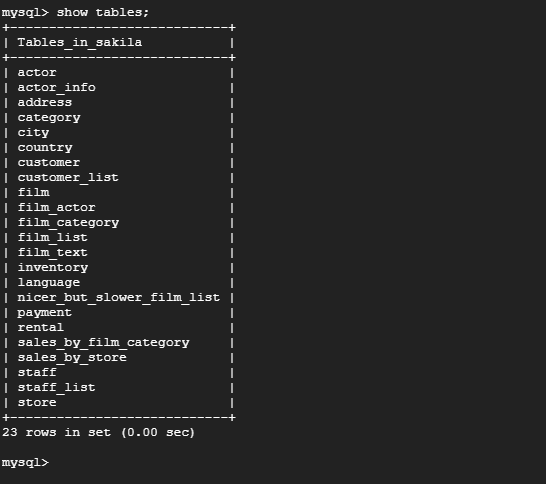 mysql> show tables;
+----------------------------+
| Tables_in_sakila           |
+----------------------------+
| actor                      |
| actor_info                 |
| address                    |
| category                   |
| city                       |
| country                    |
| customer                   |
| customer_list              |
| film                       |
| film_actor                 |
| film_category              |
| film_list                  |
| film_text                  |
| inventory                  |
| language                   |
| nicer_but_slower_film_list |
| payment                    |
| rental                     |
| sales_by_film_category     |
| sales_by_store             |
| staff                      |
| staff_list                 |
| store                      |
+----------------------------+
23 rows in set (0.00 sec)
mysql>